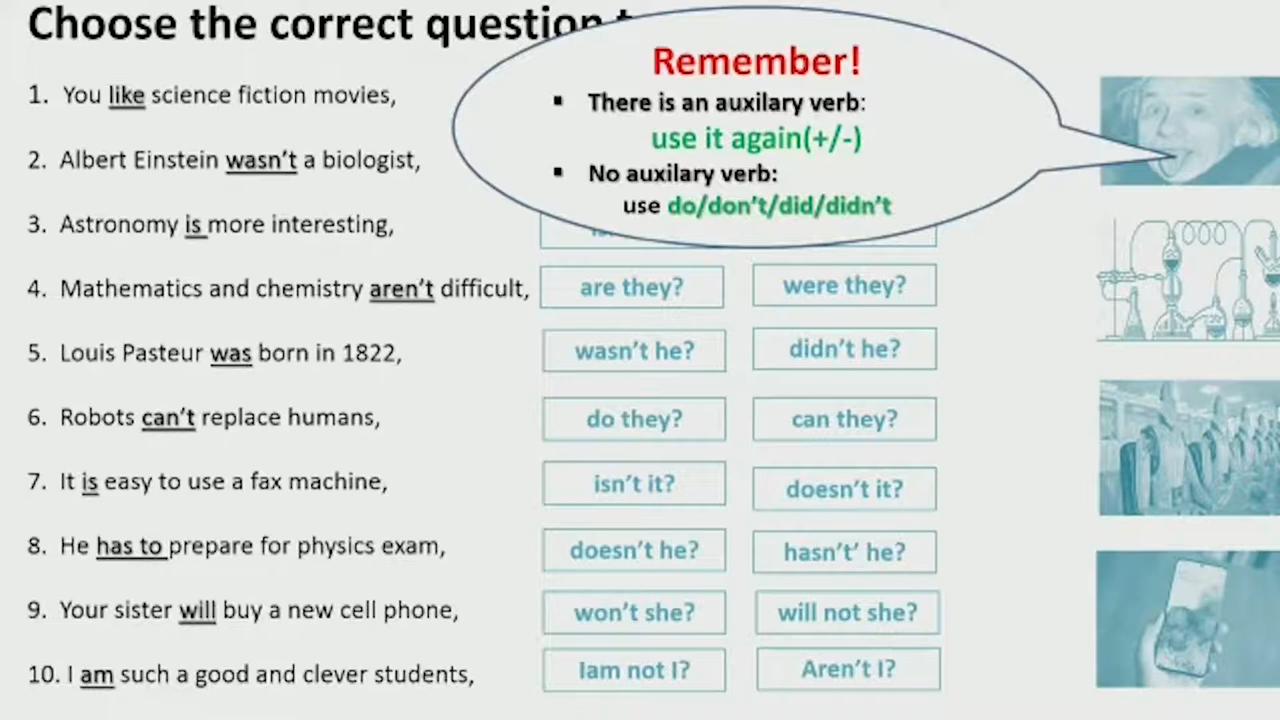 Choose the correct question
Remember!
▪ There is an auxilary verb:
use it again(+/-)
▪ No auxilary verb:
use do/don't/did/didn't
1. You like science fiction movies,
2. Albert Einstein wasn't a biologist,
3. Astronomy is more interesting,
4. Mathematics and chemistry aren't difficult, are they? were they?
5. Louis Pasteur was born in 1822, wasn't he? didn't he?
6. Robots can't replace humans, do they? can they?
7. It is easy to use a fax machine, isn't it? doesn't it?
8. He has to prepare for physics exam, doesn't he? hasn't' he?
9. Your sister will buy a new cell phone, won't she? will not she?
10. I am such a good and clever students, Iam not I? Aren't I?